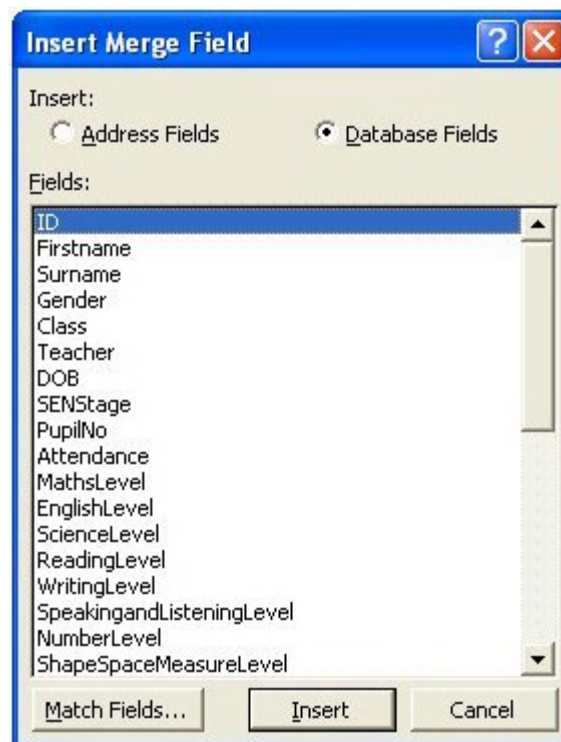 Insert Merge Field
Insert:
Address Fields Database Fields
Fields:
ID
Firstname
Surname
Gender
Class
Teacher
DOB
SENStage
PupilNo
Attendance
MathsLevel
EnglishLevel
ScienceLevel
ReadingLevel
WritingLevel
SpeakingandListeningLevel
NumberLevel
ShapeSpaceMeasureLevel
Match Fields... Insert Cancel